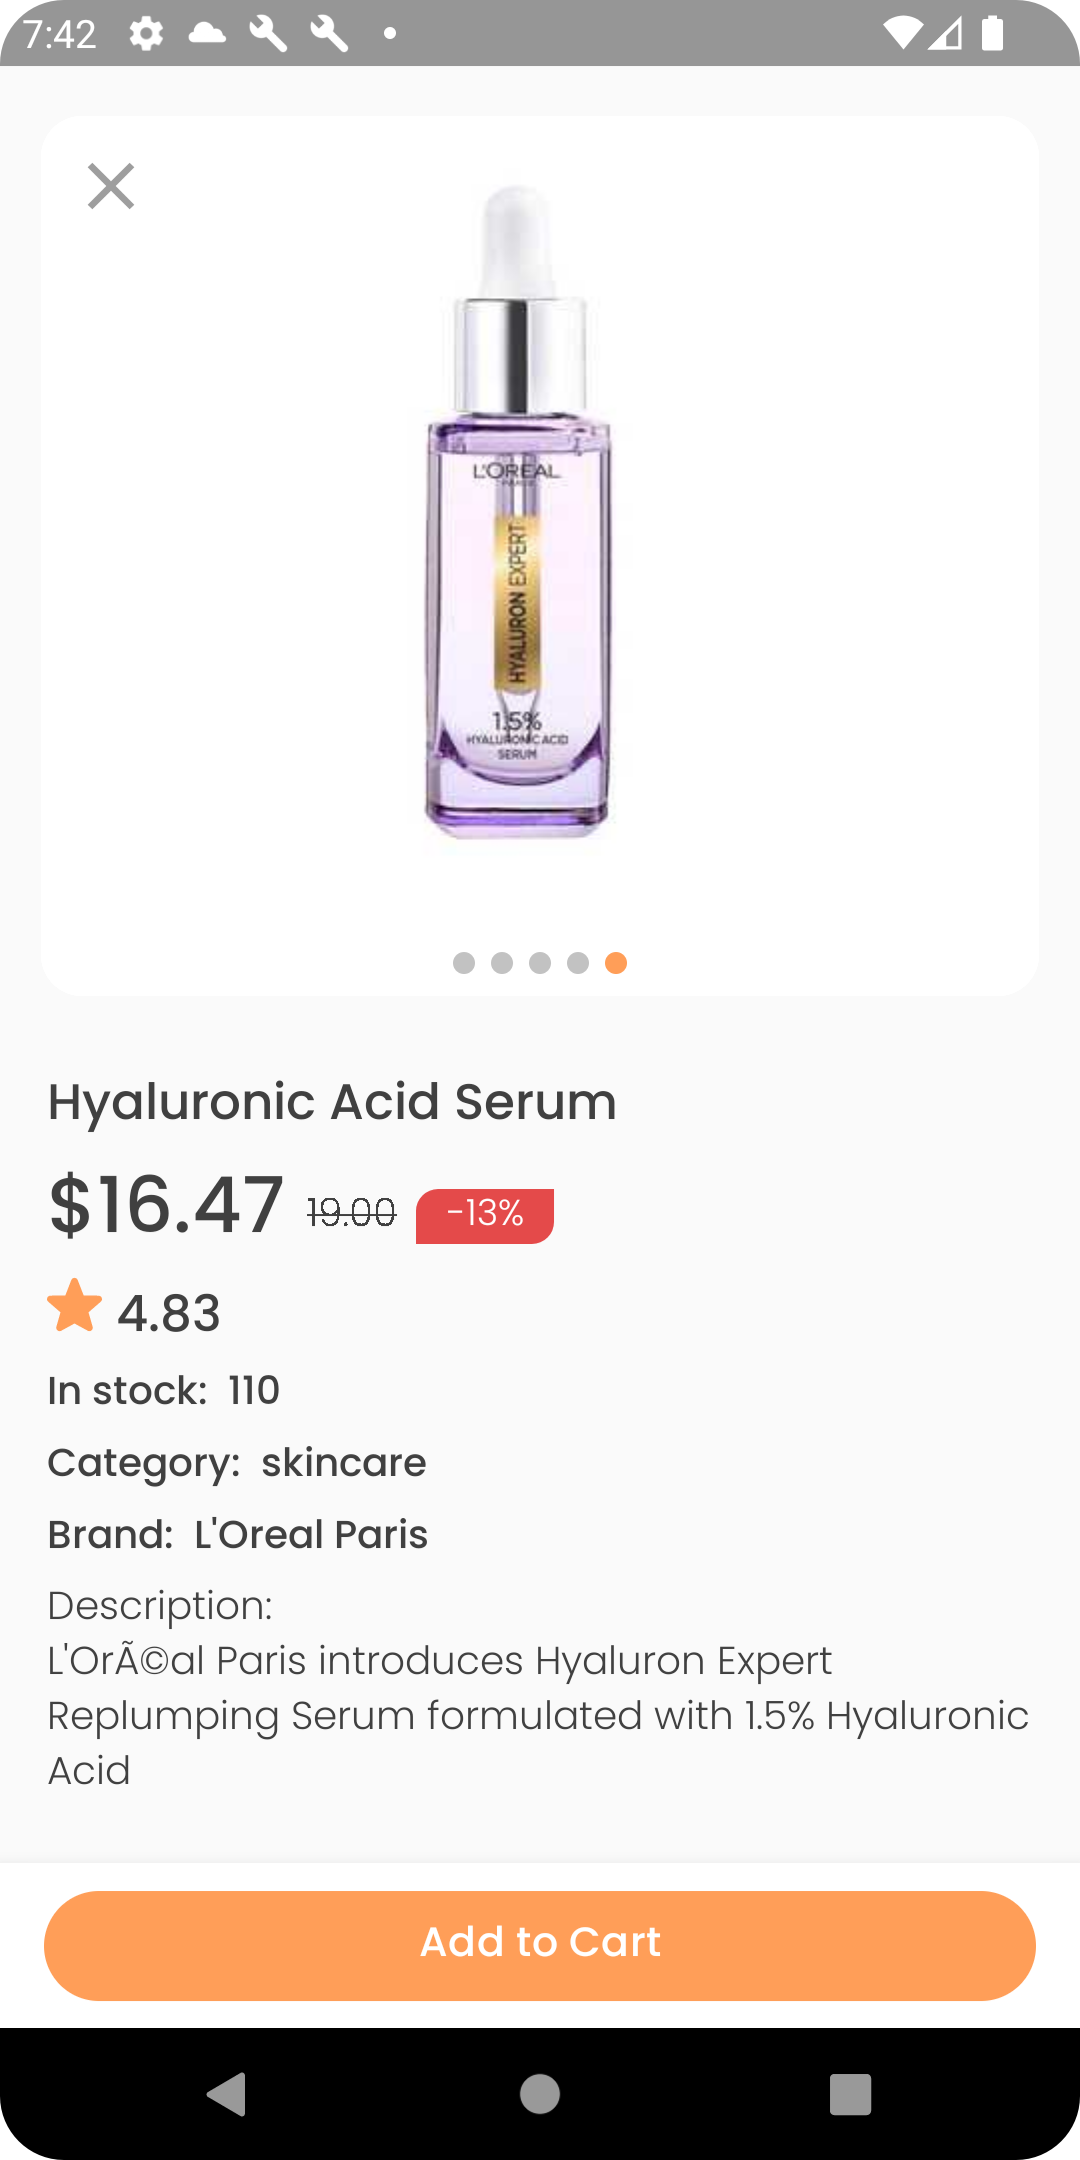 7:42
L'ORÉAL
PARIS
HYALURON EXPERT
1.5%
HYALURONIC ACID
SERUM
Hyaluronic Acid Serum
$16.47 19.00 -13%
4.83
In stock: 110
Category: skincare
Brand: L'Oreal Paris
Description:
L'OrÃ©al Paris introduces Hyaluron Expert
Replumping Serum formulated with 1.5% Hyaluronic
Acid
Add to Cart